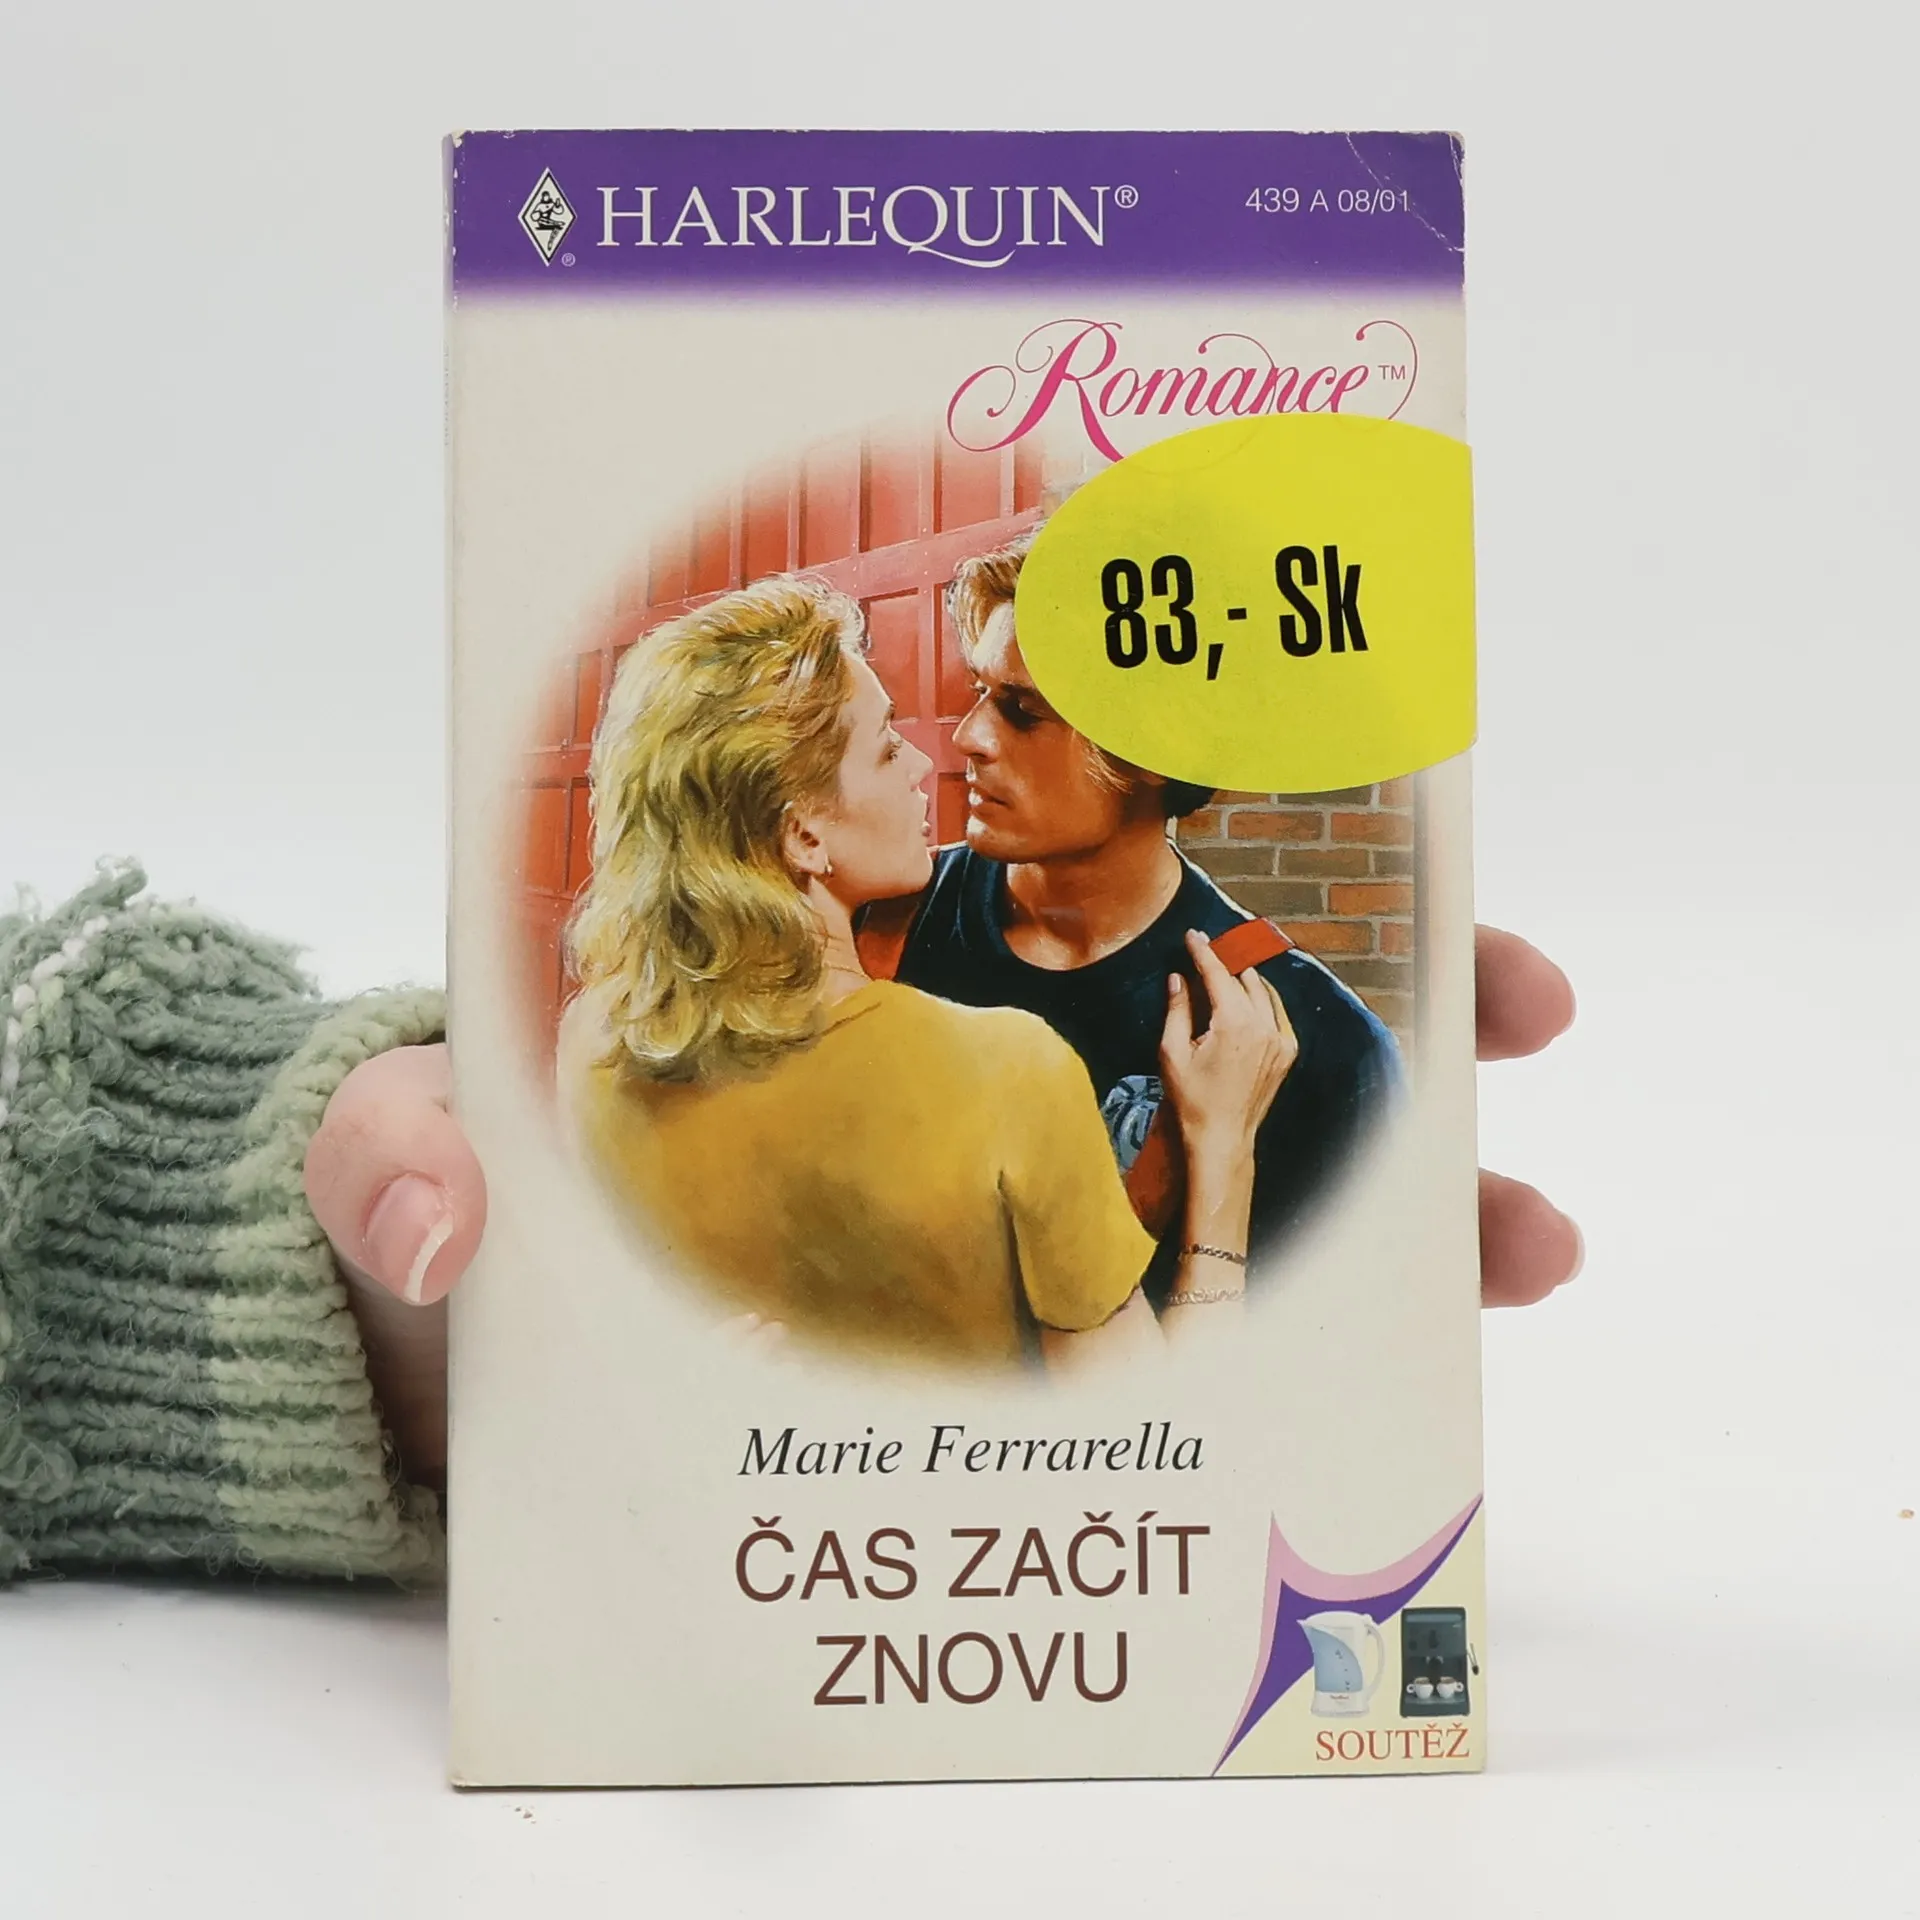 HARLEQUIN®
439 A 08/01
®
Romance™
83,- Sk
Marie Ferrarella
ČAS ZAČÍT
ZNOVU
SOUTĚŽ